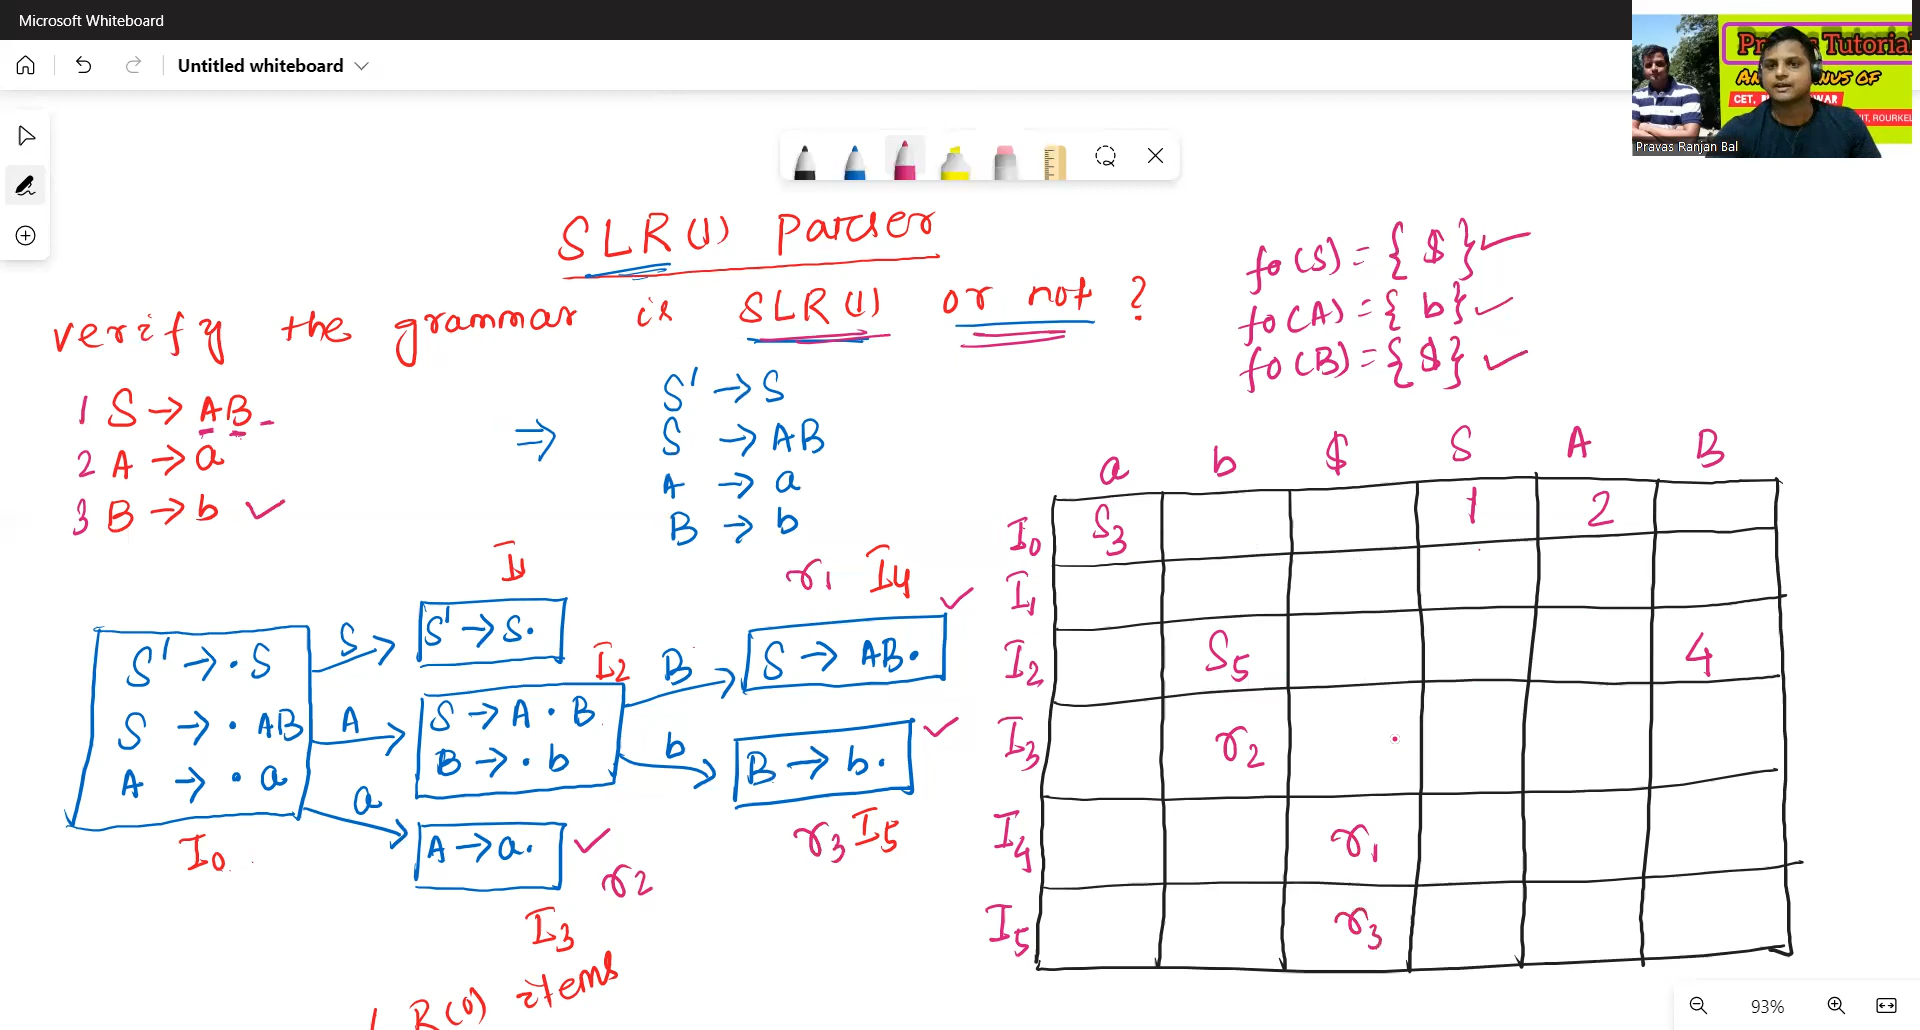 Microsoft Whiteboard
Untitled whiteboard
Pravas Ranjan Bal
SLR(1) Parser
verify the grammar is SLR(1) or not ?
fo(S) = { $ }
fo(A) = { b }
fo(B) = { $ }
1 S → AB
2 A → a
3 B → b
⇒
S' → S
S → AB
A → a
B → b
I0
S' → . S
S → . AB
A → . a
S
A
a
I1
S' → S .
I2
S → A . B
B → . b
A → a .
r2
I3
B
b
r1 I4
S → AB .
B → b .
r3 I5
LR(0) items
a b $ S A B
I0 S3 1 2
I1
I2 S5 4
I3 r2
I4 r1
I5 r3
93%